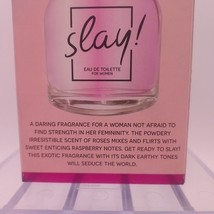 slay!
EAU DE TOILETTE
FOR WOMEN
A DARING FRAGRANCE FOR A WOMAN NOT AFRAID
TO FIND STRENGTH IN HER FEMININITY. THE POWDERY
IRRESISTIBLE SCENT OF ROSES MIXES AND FLIRTS WITH
SWEET ENTICING RASPBERRY NOTES. GET READY TO SLAY!
THIS EXOTIC FRAGRANCE WITH ITS DARK EARTHY TONES
WILL SEDUCE THE WORLD.